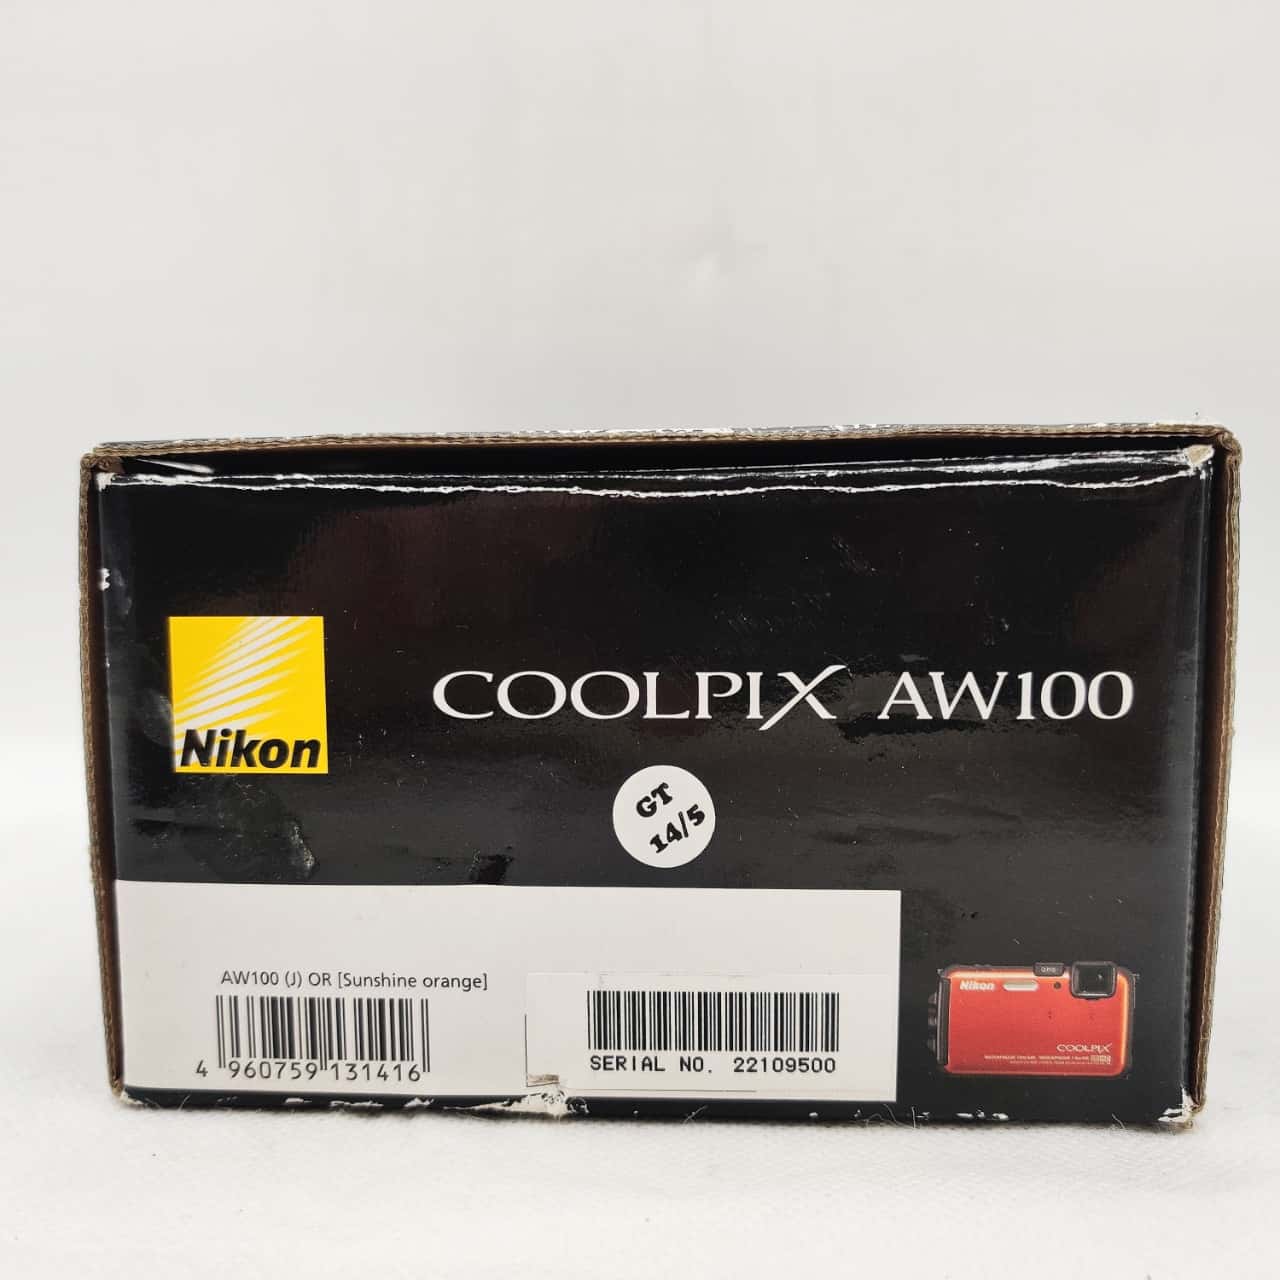 Nikon
COOLPIX AW100
GT
14/5
AW100 (J) OR [Sunshine orange]
4 960759 131416
SERIAL NO. 22109500
Nikon
COOLPIX